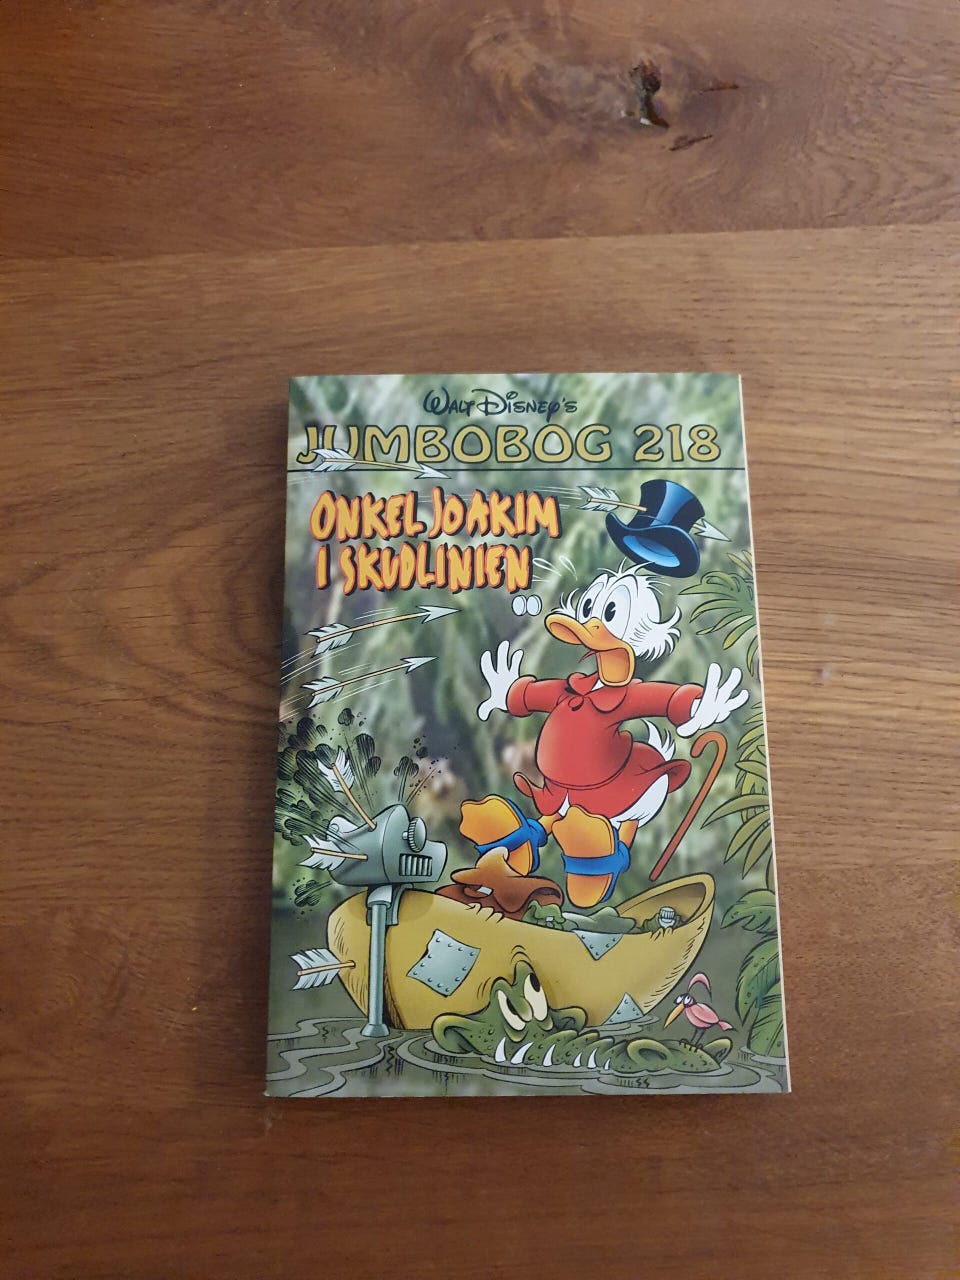 WALT DISNEY'S
JUMBOBOG 218
ONKEL JOAKIM
I SKUDLINIEN